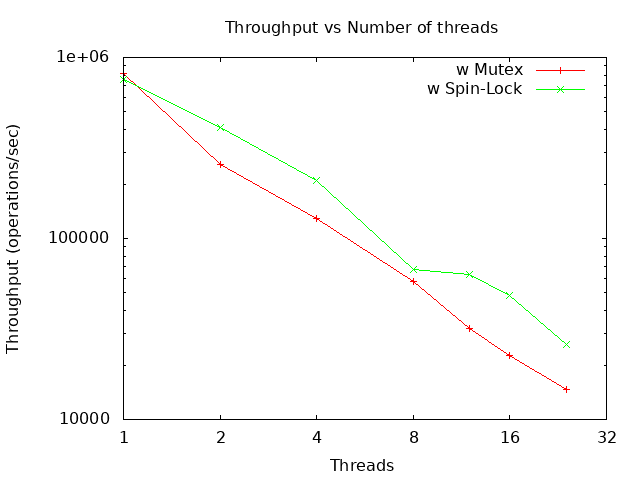 Throughput vs Number of threads
1e+06
w Mutex
w Spin-Lock
Throughput (operations/sec)
100000
10000
1 2 4 8 16 32
Threads